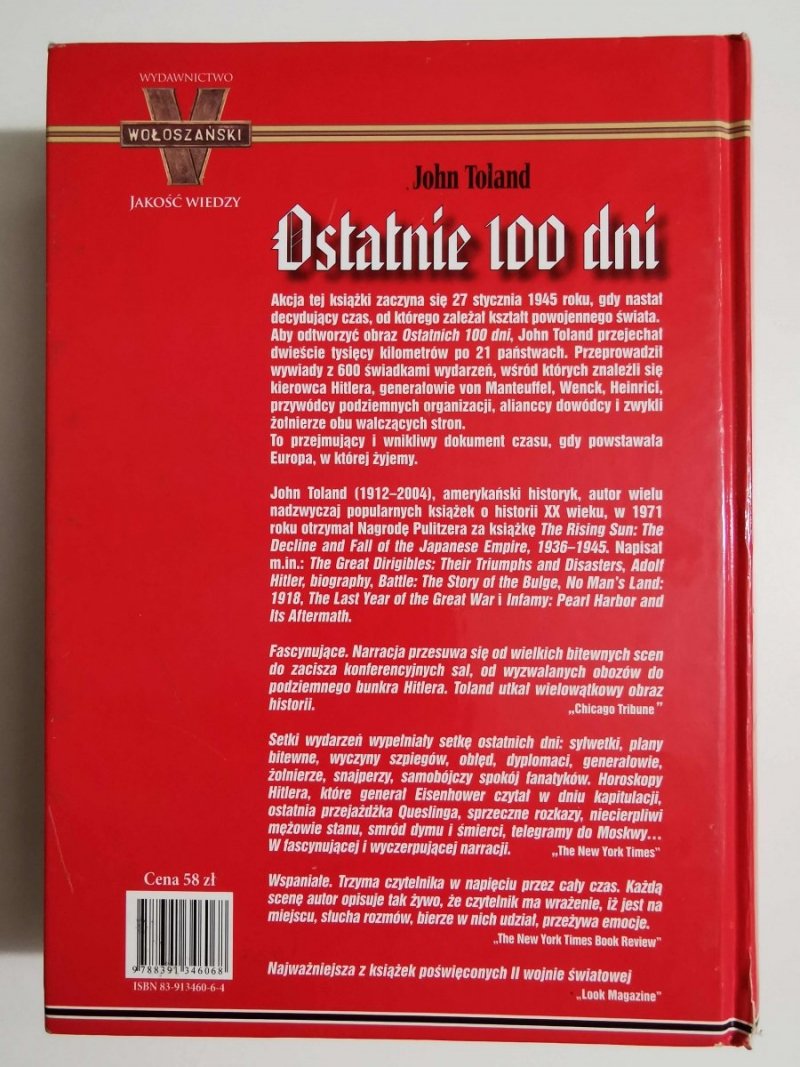 WYDAWNICTWO
WOŁOSZAŃSKI
JAKOŚĆ WIEDZY
John Toland
Ostatnie 100 dni
Akcja tej książki zaczyna się 27 stycznia 1945 roku, gdy nastał
decydujący czas, od którego zależał kształt powojennego świata.
Aby odtworzyć obraz Ostatnich 100 dni, John Toland przejechał
dwieście tysięcy kilometrów po 21 państwach. Przeprowadził
wywiady z 600 świadkami wydarzeń, wśród których znaleźli się
kierowca Hitlera, generałowie von Manteuffel, Wenck, Heinrici,
przywódcy podziemnych organizacji, alianccy dowódcy i zwykli
żołnierze obu walczących stron.
To przejmujący i wnikliwy dokument czasu, gdy powstawała
Europa, w której żyjemy.
John Toland (1912–2004), amerykański historyk, autor wielu
nadzwyczaj popularnych książek o historii XX wieku, w 1971
roku otrzymał Nagrodę Pulitzera za książkę The Rising Sun: The
Decline and Fall of the Japanese Empire, 1936–1945. Napisał
m.in.: The Great Dirigibles: Their Triumphs and Disasters, Adolf
Hitler, biography, Battle: The Story of the Bulge, No Man's Land:
1918, The Last Year of the Great War i Infamy: Pearl Harbor and
Its Aftermath.
Fascynujące. Narracja przesuwa się od wielkich bitewnych scen
do zacisza konferencyjnych sal, od wyzwalanych obozów do
podziemnego bunkra Hitlera. Toland utkał wielowątkowy obraz
historii. „Chicago Tribune”
Setki wydarzeń wypełniały setkę ostatnich dni: sylwetki, plany
bitewne, wyczyny szpiegów, obłęd, dyplomaci, generałowie,
żołnierze, snajperzy, samobójczy spokój fanatyków. Horoskopy
Hitlera, które generał Eisenhower czytał w dniu kapitulacji,
ostatnia przejażdżka Queslinga, sprzeczne rozkazy, niecierpliwi
mężowie stanu, smród dymu i śmierci, telegramy do Moskwy...
W fascynującej i wyczerpującej narracji. „The New York Times”
Wspaniałe. Trzyma czytelnika w napięciu przez cały czas. Każdą
scenę autor opisuje tak żywo, że czytelnik ma wrażenie, iż jest na
miejscu, słucha rozmów, bierze w nich udział, przeżywa emocje.
„The New York Times Book Review”
Najważniejsza z książek poświęconych II wojnie światowej
„Look Magazine”
Cena 58 zł
9 788391 346068
ISBN 83-913460-6-4